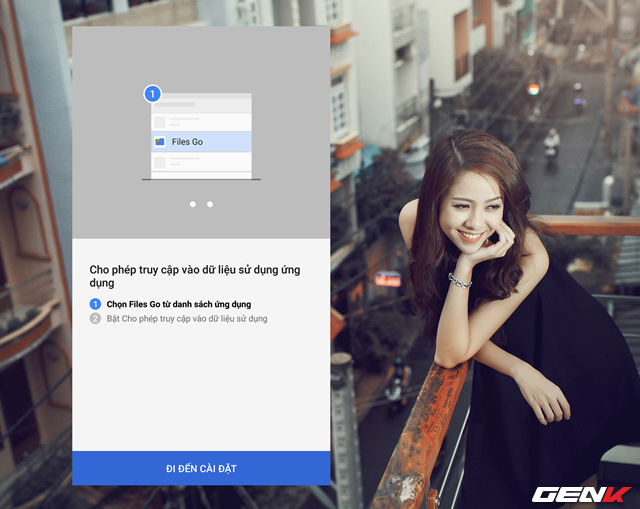 1
Files Go
Cho phép truy cập vào dữ liệu sử dụng ứng
dụng
1 Chọn Files Go từ danh sách ứng dụng
2 Bật Cho phép truy cập vào dữ liệu sử dụng
ĐI ĐẾN CÀI ĐẶT
GENK